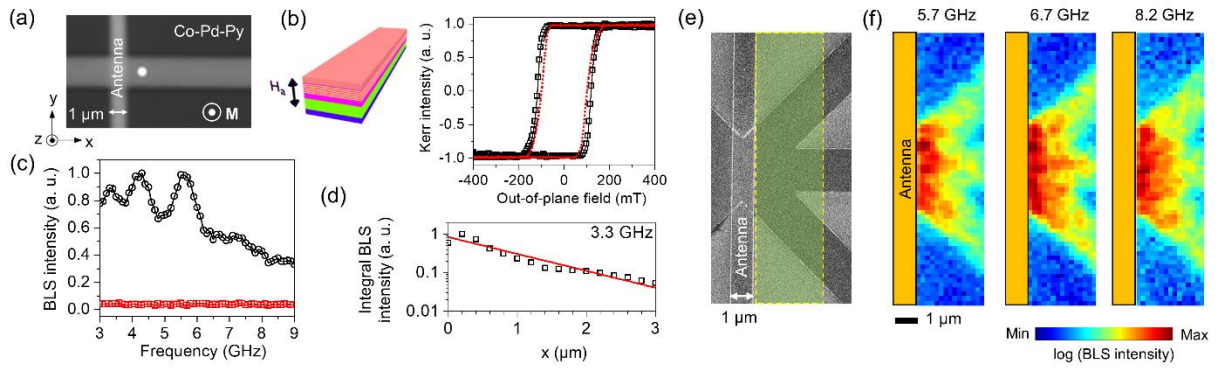 (a)
Co-Pd-Py
Antenna
1 μm
M
y
z
x
(b)
Hₐ
Kerr intensity (a. u.)
1.0
0.5
0.0
-0.5
-1.0
-400 -200 0 200 400
Out-of-plane field (mT)
(c)
BLS intensity (a. u.)
1.0
0.8
0.6
0.4
0.2
0.0
3 4 5 6 7 8 9
Frequency (GHz)
(d)
Integral BLS
intensity (a. u.)
3.3 GHz
1
0.1
0.01
0 1 2 3
x (μm)
(e)
Antenna
1 μm
(f)
5.7 GHz 6.7 GHz 8.2 GHz
Antenna
1 μm
Min Max
log (BLS intensity)